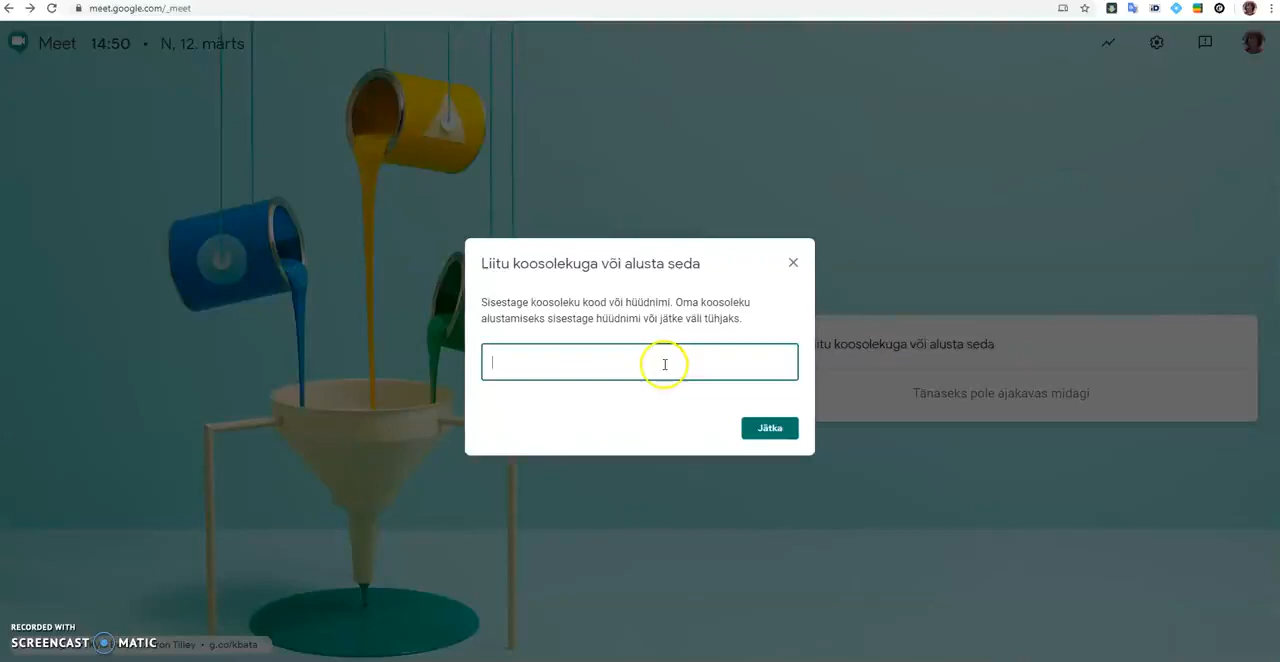 meet.google.com/_meet
Meet 14:50 • N, 12. märts
Liitu koosolekuga või alusta seda
Sisestage koosoleku kood või hüüdnimi. Oma koosoleku
alustamiseks sisestage hüüdnimi või jätke väli tühjaks.
Jätka
itu koosolekuga või alusta seda
Tänaseks pole ajakavas midagi
RECORDED WITH
SCREENCAST MATIC
Tilley • g.co/kbata